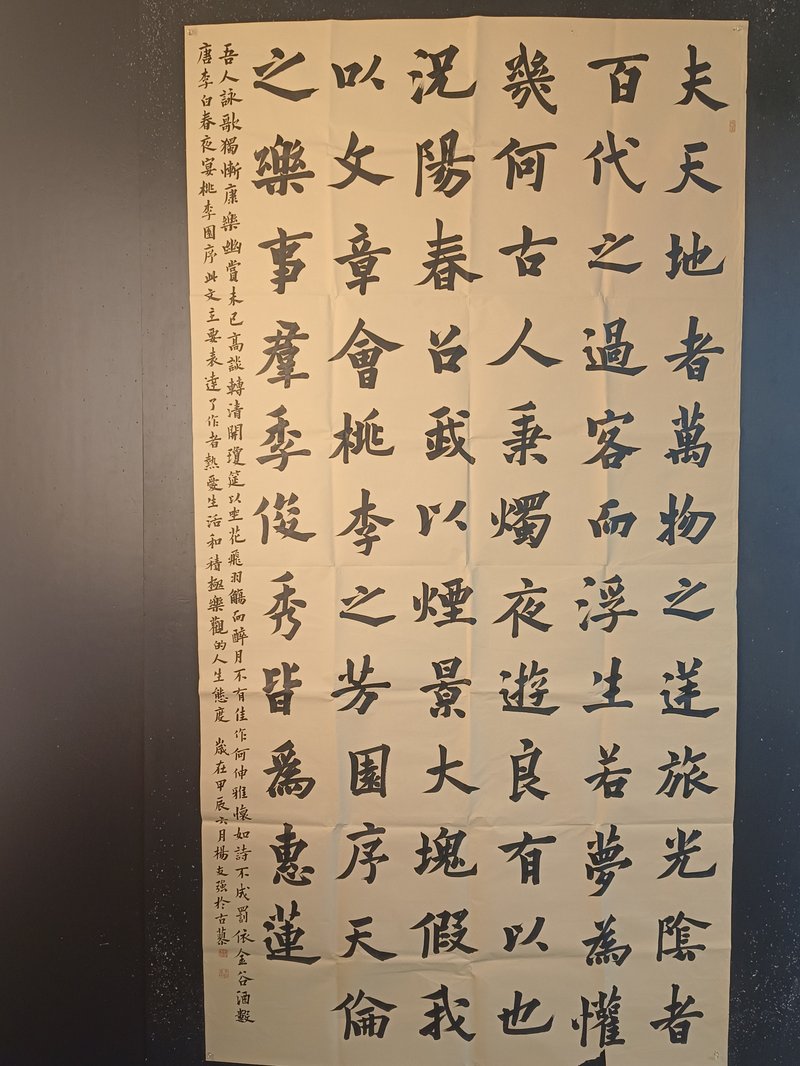 夫天地者萬物之逆旅光陰者
百代之過客而浮生若夢為懽
幾何古人秉燭夜遊良有以也
況陽春召我以煙景大塊假我
以文章會桃李之芳園序天倫
之樂事羣季俊秀皆爲惠蓮
吾人詠歌獨慚康樂幽賞未已高談轉清開瓊筵以坐花飛羽觴而醉月不有佳作何伸雅懷如詩不成罰依金谷酒數
唐李白春夜宴桃李園序此文主要表達了作者熱愛生活和積極樂觀的人生態度 歲在甲辰六月楊友强於古慕